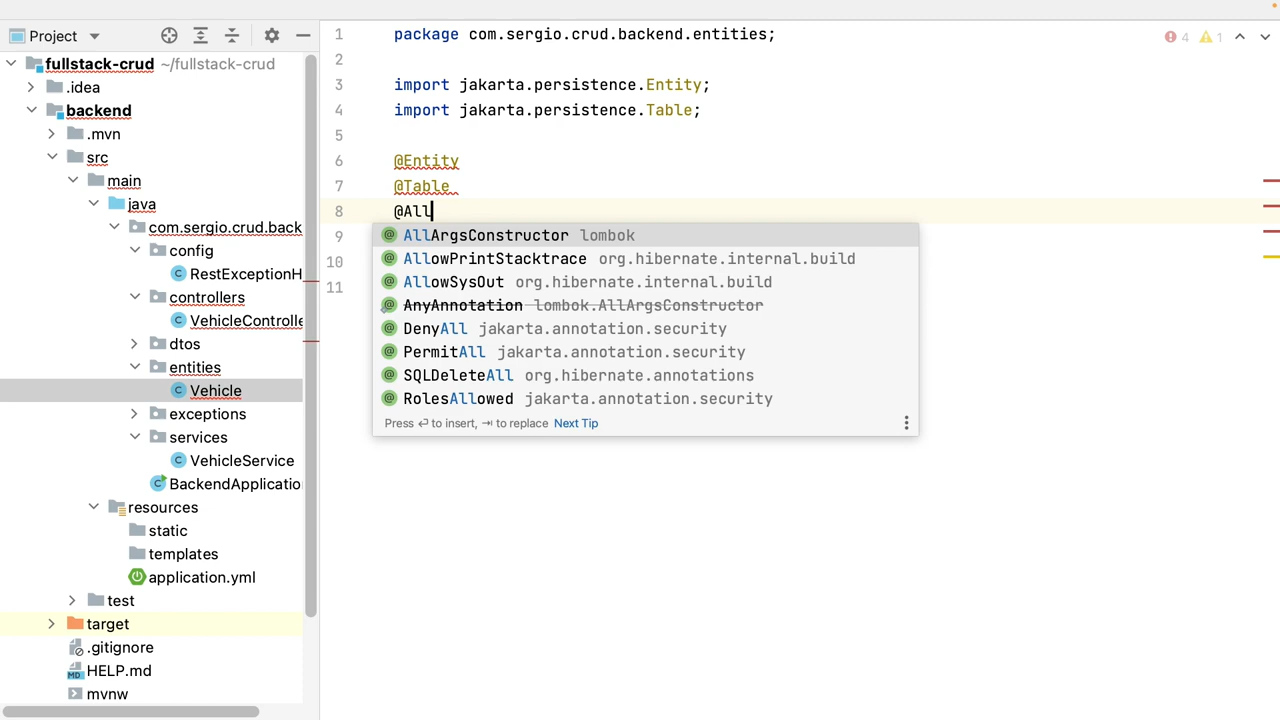 Project
fullstack-crud ~/fullstack-crud
.idea
backend
.mvn
src
main
java
com.sergio.crud.back
config
RestExceptionH
controllers
VehicleControlle
dtos
entities
Vehicle
exceptions
services
VehicleService
BackendApplicatio
resources
static
templates
application.yml
test
target
.gitignore
MD HELP.md
mvnw
4 1
1 package com.sergio.crud.backend.entities;
2
3 import jakarta.persistence.Entity;
4 import jakarta.persistence.Table;
5
6 @Entity
7 @Table
8 @All
9
10
11
@ AllArgsConstructor lombok
@ AllowPrintStacktrace org.hibernate.internal.build
@ AllowSysOut org.hibernate.internal.build
@ AnyAnnotation lombok.AllArgsConstructor
@ DenyAll jakarta.annotation.security
@ PermitAll jakarta.annotation.security
@ SQLDeleteAll org.hibernate.annotations
@ RolesAllowed jakarta.annotation.security
Press ⏎ to insert, ⇥ to replace Next Tip